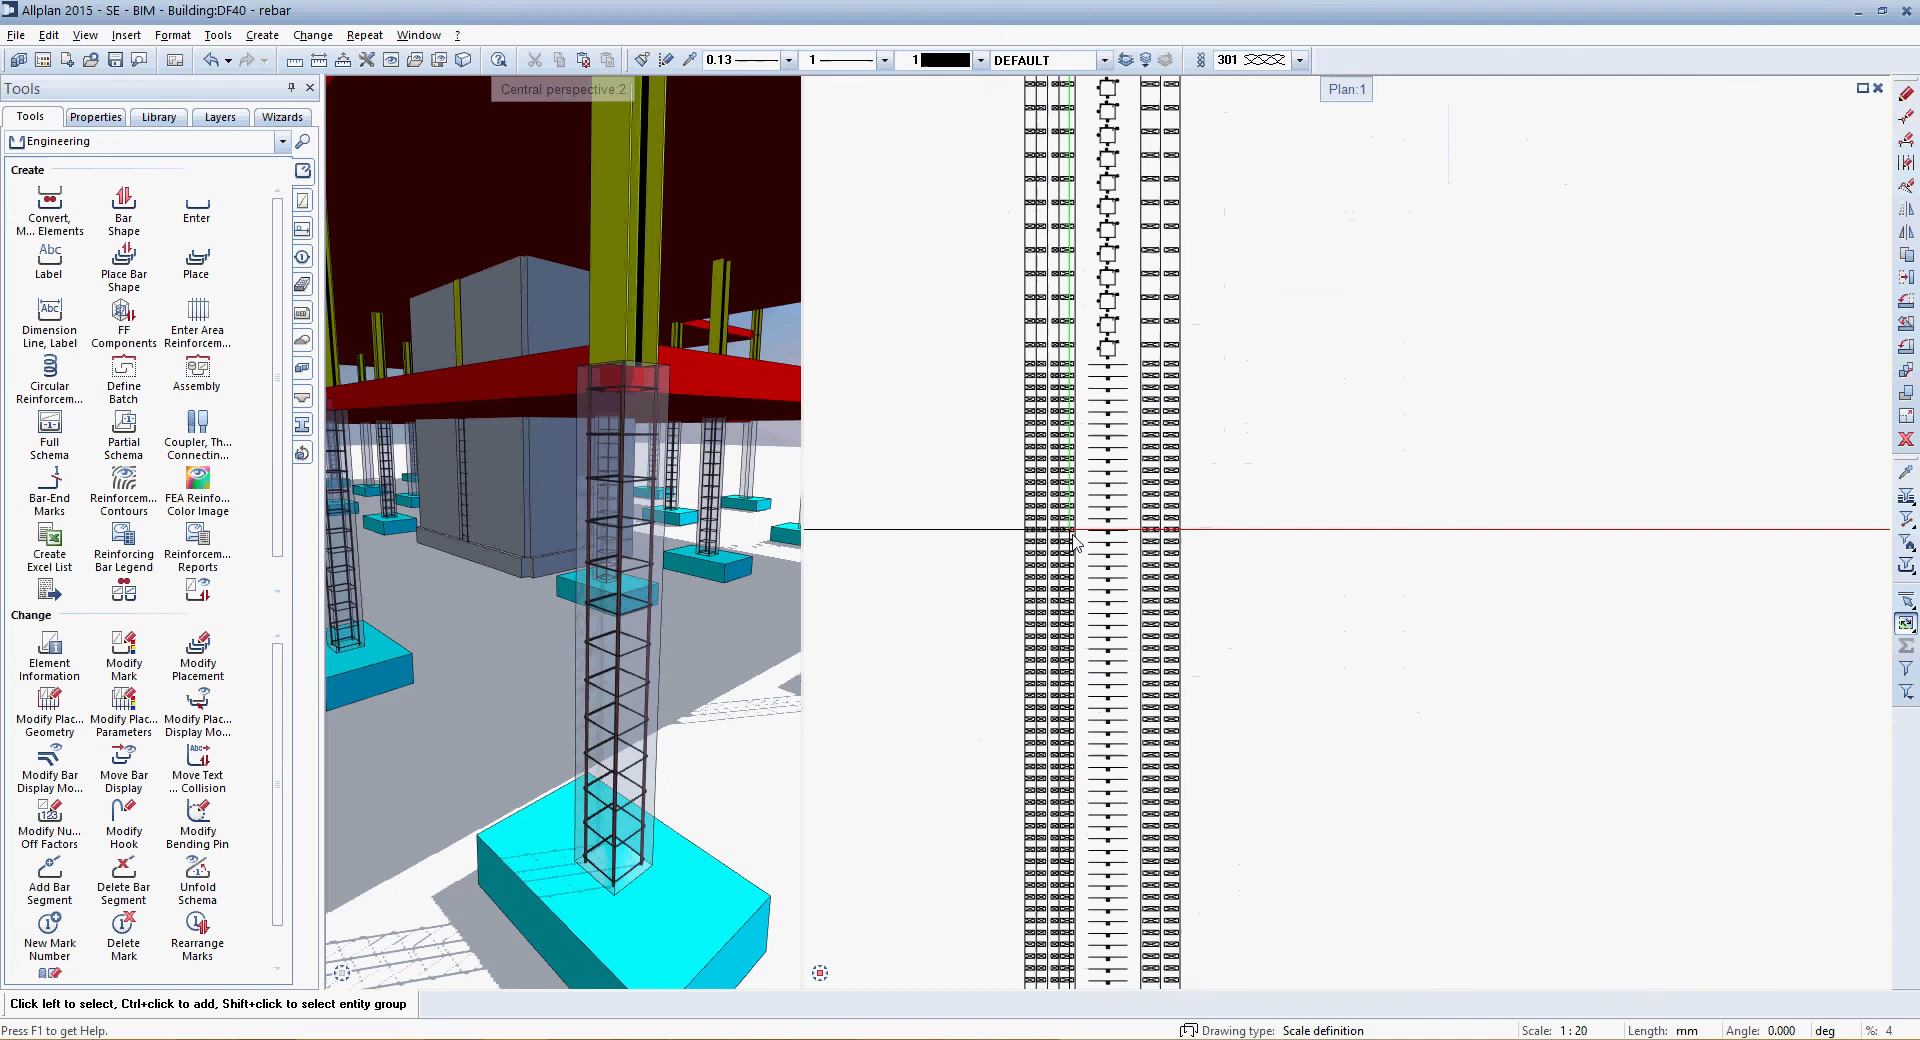 Allplan 2015 - SE - BIM - Building:DF40 - rebar
File Edit View Insert Format Tools Create Change Repeat Window ?
0.13 1 1 DEFAULT 301
Tools
Central perspective:2
Plan:1
Tools Properties Library Layers Wizards
Engineering
Create
Convert, M... Elements
Bar Shape
Enter
Label
Place Bar Shape
Place
Dimension Line, Label
FF Components
Enter Area Reinforcem...
Circular Reinforcem...
Define Batch
Assembly
Full Schema
Partial Schema
Coupler, Th... Connectin...
Bar-End Marks
Reinforcem... Contours
FEA Reinfo... Color Image
Create Excel List
Reinforcing Bar Legend
Reinforcem... Reports
Change
Element Information
Modify Mark
Modify Placement
Modify Plac... Geometry
Modify Plac... Parameters
Modify Plac... Display Mo...
Modify Bar Display Mo...
Move Bar Display
Move Text ... Collision
Modify Nu... Off Factors
Modify Hook
Modify Bending Pin
Add Bar Segment
Delete Bar Segment
Unfold Schema
New Mark Number
Delete Mark
Rearrange Marks
Click left to select, Ctrl+click to add, Shift+click to select entity group
Press F1 to get Help.
Drawing type: Scale definition
Scale: 1 : 20
Length: mm
Angle: 0.000 deg
%: 4